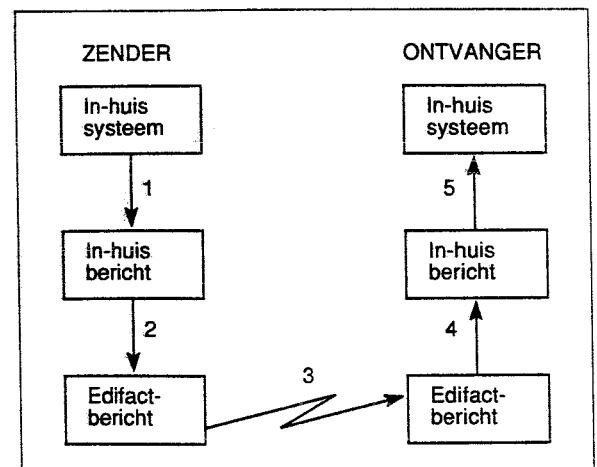 ZENDER
In-huis
systeem
1
In-huis
bericht
2
Edifact-
bericht
3
ONTVANGER
In-huis
systeem
5
In-huis
bericht
4
Edifact-
bericht